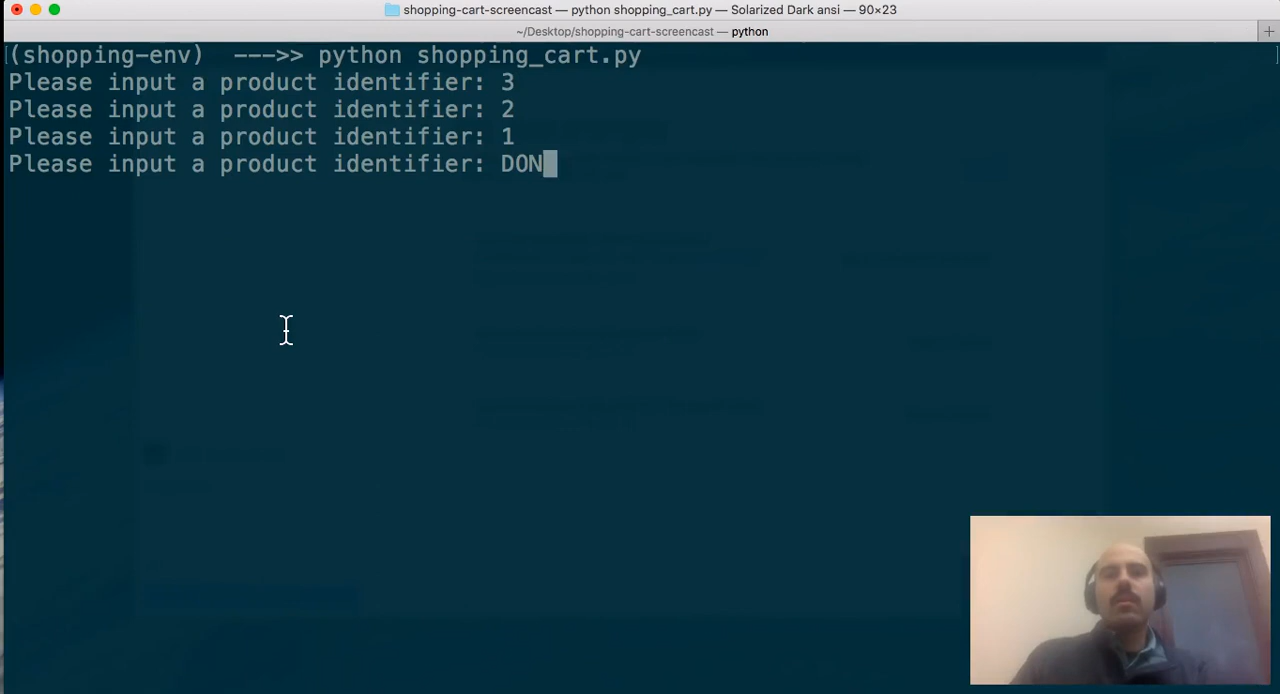 shopping-cart-screencast — python shopping_cart.py — Solarized Dark ansi — 90×23
~/Desktop/shopping-cart-screencast — python
(shopping-env)  --->> python shopping_cart.py
Please input a product identifier: 3
Please input a product identifier: 2
Please input a product identifier: 1
Please input a product identifier: DON